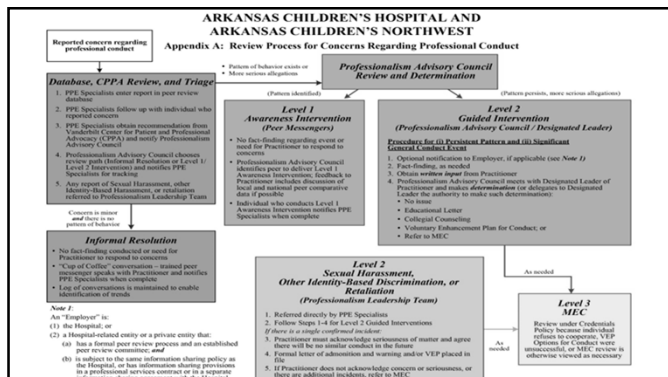 ARKANSAS CHILDREN'S HOSPITAL AND
ARKANSAS CHILDREN'S NORTHWEST
Appendix A: Review Process for Concerns Regarding Professional Conduct
Reported concern regarding
professional conduct
Database, CPPA Review, and Triage
1. PPE Specialists enter report in peer review
database
2. PPE Specialists follow up with individual who
reported concern
3. PPE Specialists obtain recommendation from
Vanderbilt Center for Patient and Professional
Advocacy (CPPA) and notify Professionalism
Advisory Council
4. Professionalism Advisory Council chooses
review path (Informal Resolution or Level 1/
Level 2 Intervention) and notifies PPE
Specialists for tracking
5. Any report of Sexual Harassment, other
Identity-Based Harassment, or retaliation
referred to Professionalism Leadership Team
• Pattern of behavior exists or
• More serious allegations
Professionalism Advisory Council
Review and Determination
(Pattern identified)
(Pattern persists, more serious allegations)
Level 1
Awareness Intervention
(Peer Messengers)
• No fact-finding regarding event or
need for Practitioner to respond to
concerns
• Professionalism Advisory Council
identifies peer to deliver Level 1
Awareness Intervention; feedback to
Practitioner includes discussion of
local and national peer comparative
data if possible
• Individual who conducts Level 1
Awareness Intervention notifies PPE
Specialists when complete
Level 2
Guided Intervention
(Professionalism Advisory Council / Designated Leader)
Procedure for (i) Persistent Pattern and (ii) Significant
General Conduct Event
1. Optional notification to Employer, if applicable (see Note 1)
2. Fact-finding, as needed
3. Obtain written input from Practitioner
4. Professionalism Advisory Council meets with Designated Leader of
Practitioner and makes determination (or delegates to Designated
Leader the authority to make such determination):
• No issue
• Educational Letter
• Collegial Counseling
• Voluntary Enhancement Plan for Conduct; or
• Refer to MEC
Concern is minor
and there is no
pattern of behavior
Informal Resolution
• No fact-finding conducted or need for
Practitioner to respond to concerns
• "Cup of Coffee" conversation – trained peer
messenger speaks with Practitioner and notifies
PPE Specialists when complete
• Log of conversations is maintained to enable
identification of trends
Level 2
Sexual Harassment,
Other Identity-Based Discrimination, or
Retaliation
(Professionalism Leadership Team)
1. Referred directly by PPE Specialists
2. Follow Steps 1-4 for Level 2 Guided Interventions
If there is a single confirmed incident:
3. Practitioner must acknowledge seriousness of matter and agree
there will be no similar conduct in the future
4. Formal letter of admonition and warning and/or VEP placed in
file
5. If Practitioner does not acknowledge concern or seriousness, or
there are additional incidents, refer to MEC
As needed
As
needed
Level 3
MEC
Review under Credentials
Policy because individual
refuses to cooperate, VEP
Options for Conduct were
unsuccessful, or MEC review
is otherwise viewed as necessary
Note 1:
An "Employer" is:
(1) the Hospital; or
(2) a Hospital-related entity or a private entity that:
(a) has a formal peer review process and an established
peer review committee; and
(b) is subject to the same information sharing policy as
the Hospital, or has information sharing provisions
in a professional services contract or in a separate